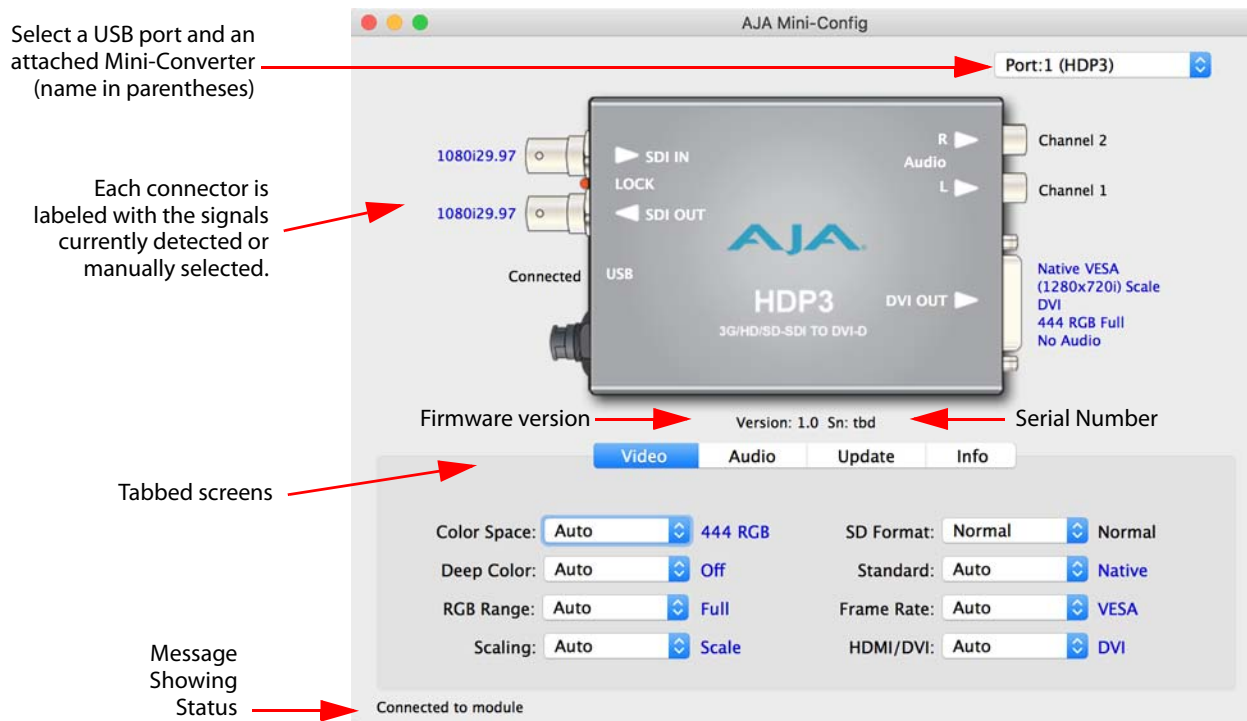 AJA Mini-Config
Select a USB port and an
attached Mini-Converter
(name in parentheses)
Port:1 (HDP3)
1080i29.97
SDI IN
LOCK
1080i29.97
SDI OUT
Connected
USB
R
Audio
L
Channel 2
Channel 1
Each connector is
labeled with the signals
currently detected or
manually selected.
AJA
HDP3
3G/HD/SD-SDI TO DVI-D
DVI OUT
Native VESA
(1280x720i) Scale
DVI
444 RGB Full
No Audio
Firmware version
Version: 1.0 Sn: tbd
Serial Number
Tabbed screens
Video Audio Update Info
Color Space: Auto 444 RGB SD Format: Normal Normal
Deep Color: Auto Off Standard: Auto Native
RGB Range: Auto Full Frame Rate: Auto VESA
Scaling: Auto Scale HDMI/DVI: Auto DVI
Message
Showing
Status
Connected to module